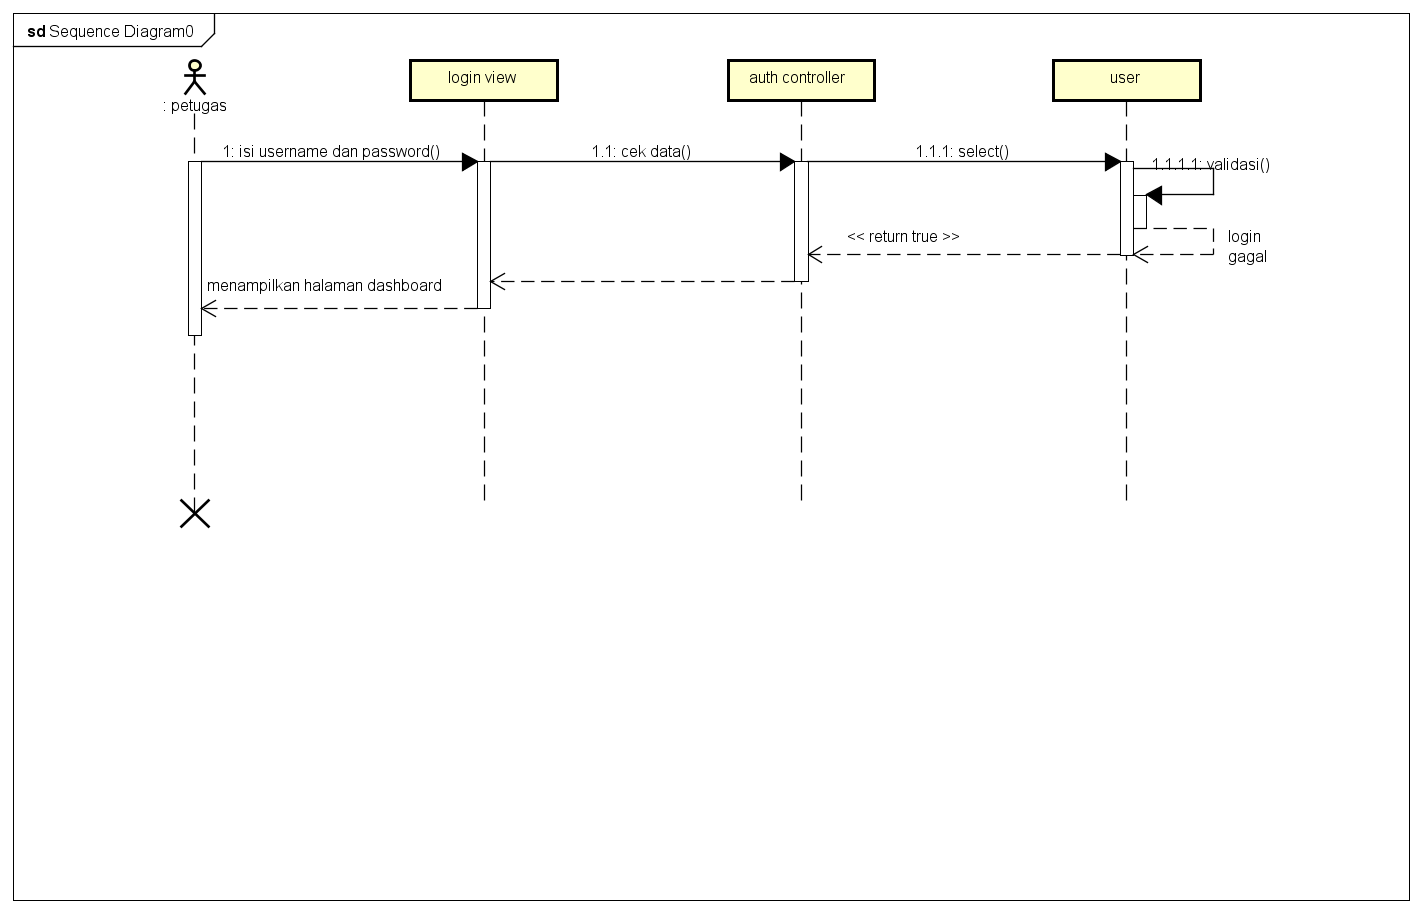 sd Sequence Diagram0
: petugas
login view
auth controller
user
1: isi username dan password()
1.1: cek data()
1.1.1: select()
1.1.1.1: validasi()
<< return true >>
login
gagal
menampilkan halaman dashboard